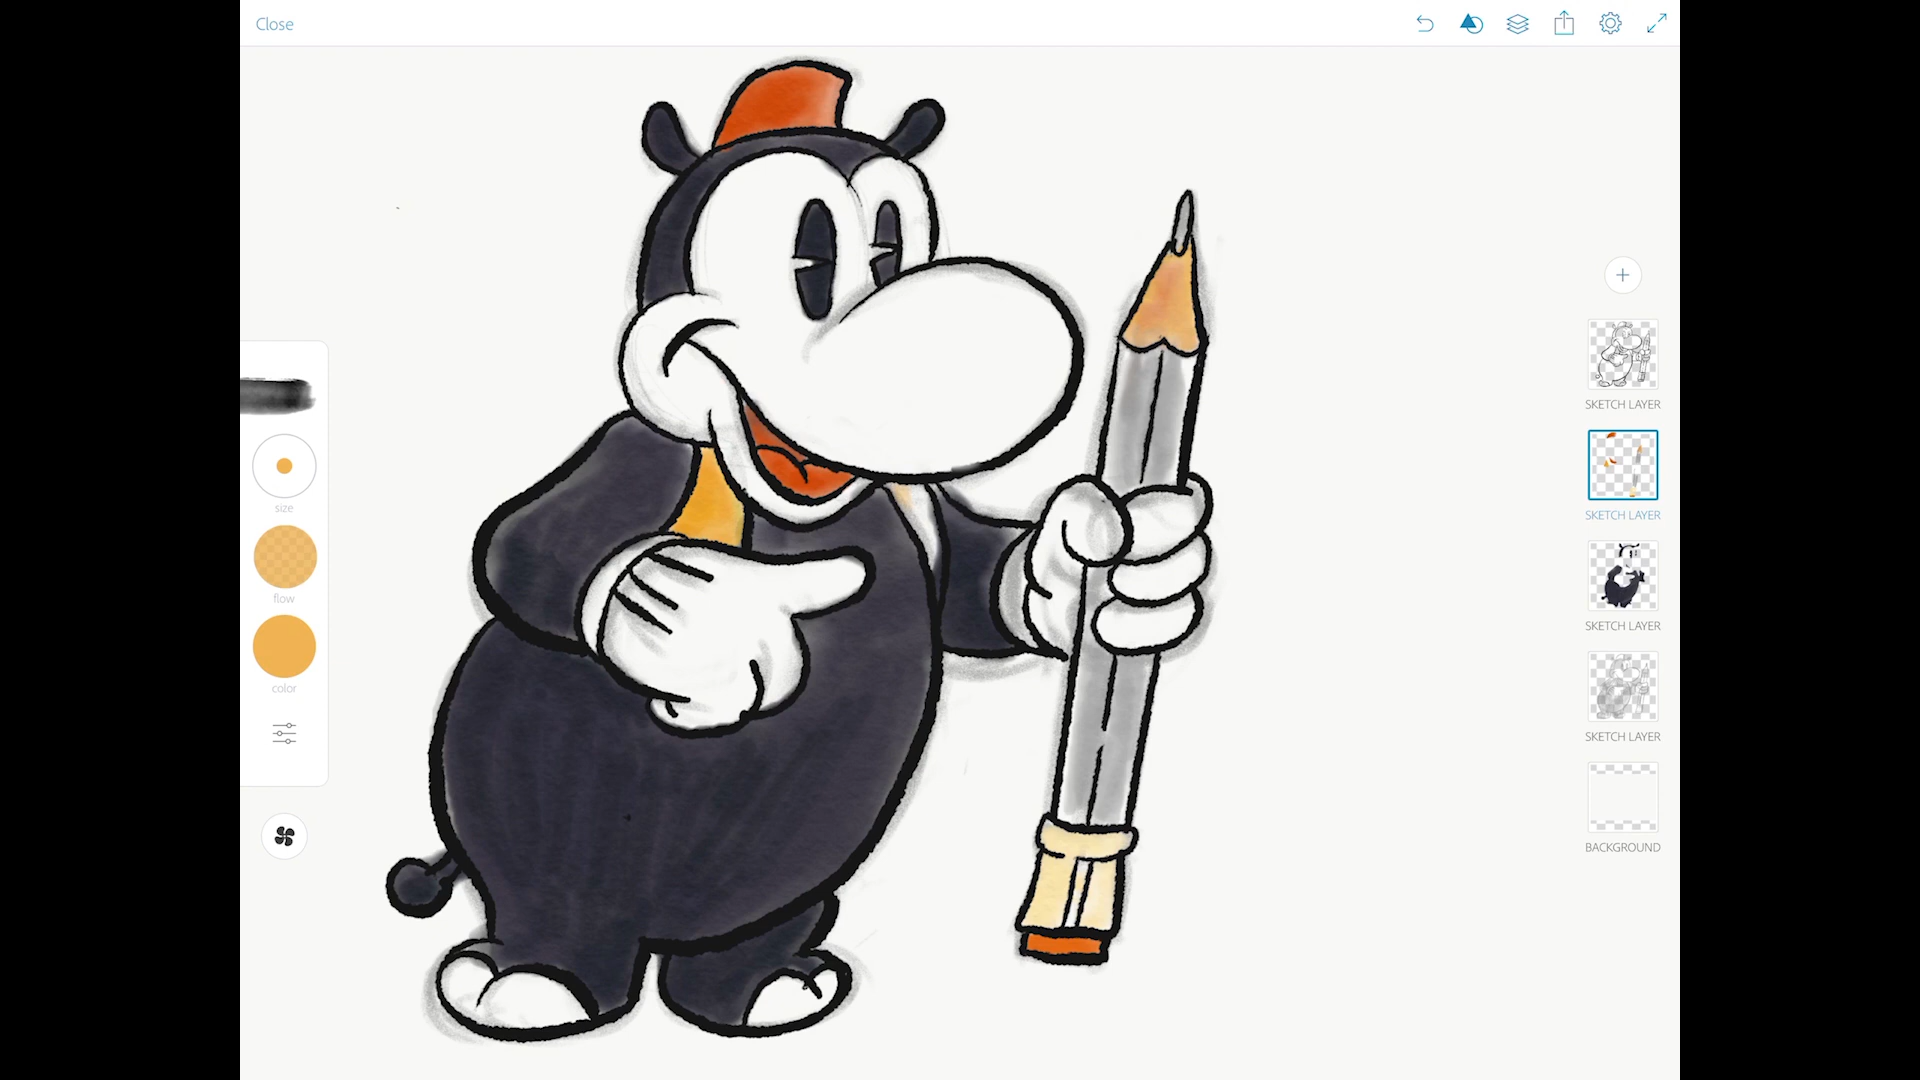 Close
size
flow
color
SKETCH LAYER
SKETCH LAYER
SKETCH LAYER
SKETCH LAYER
BACKGROUND